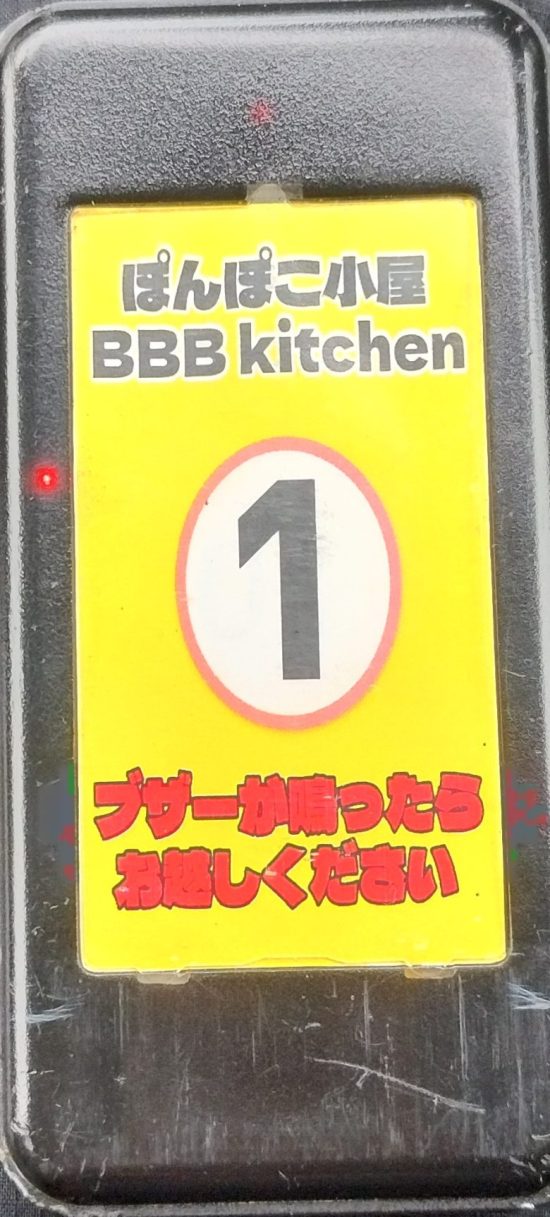 ぽんぽこ小屋
BBB kitchen
1
ブザーが鳴ったら
お越しください